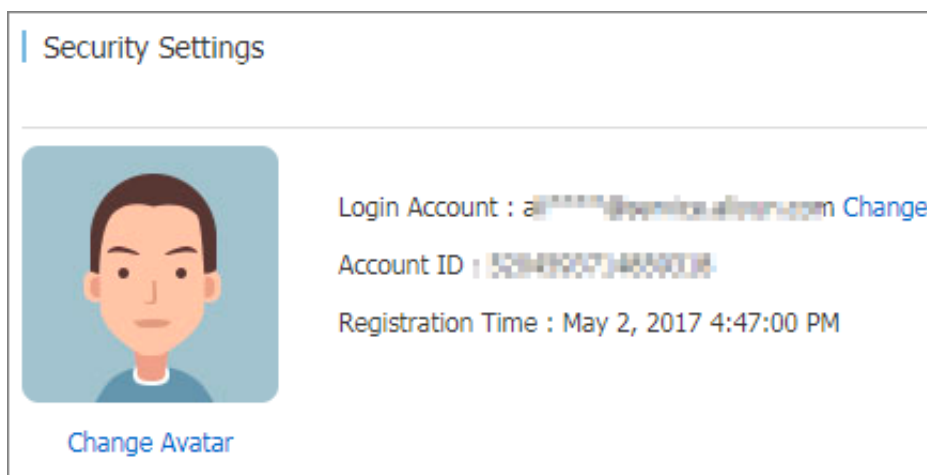 Security Settings
Login Account : Change
Account ID :
Registration Time : May 2, 2017 4:47:00 PM
Change Avatar